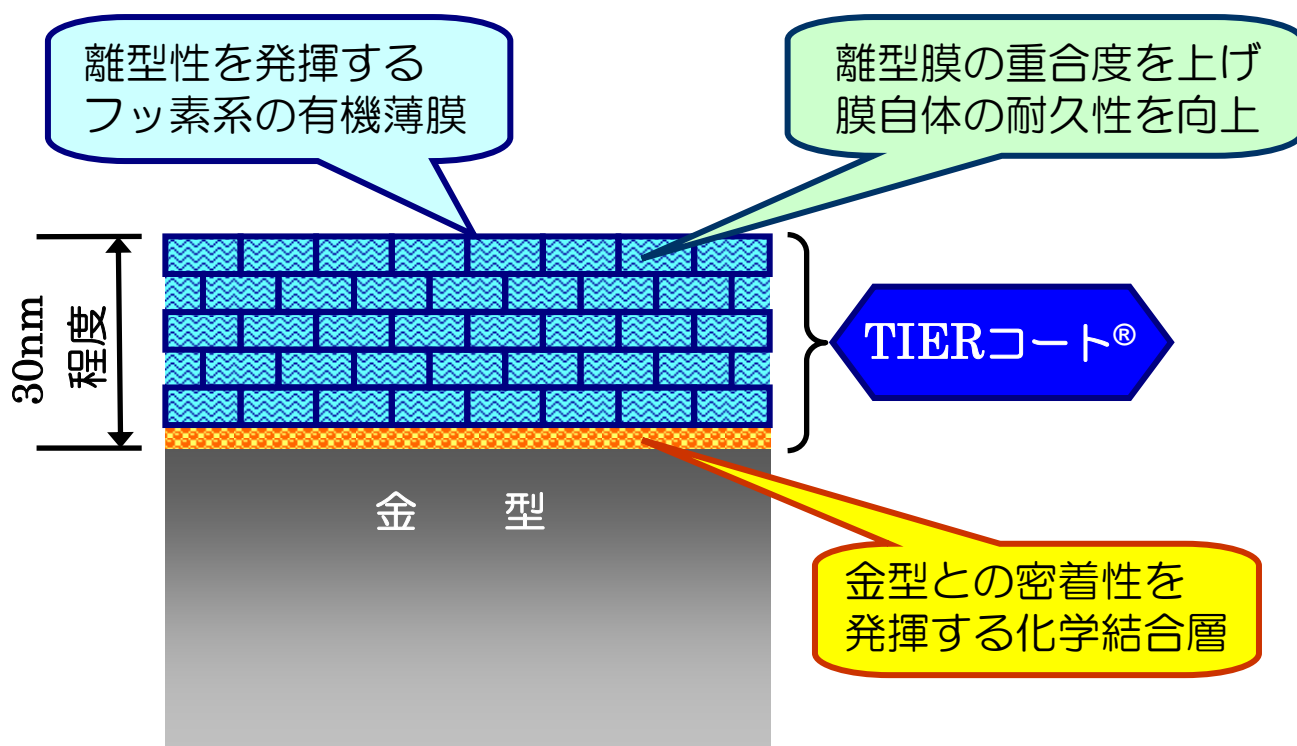 離型性を発揮する
フッ素系の有機薄膜
離型膜の重合度を上げ
膜自体の耐久性を向上
30nm
程度
TIERコート®
金 型
金型との密着性を
発揮する化学結合層